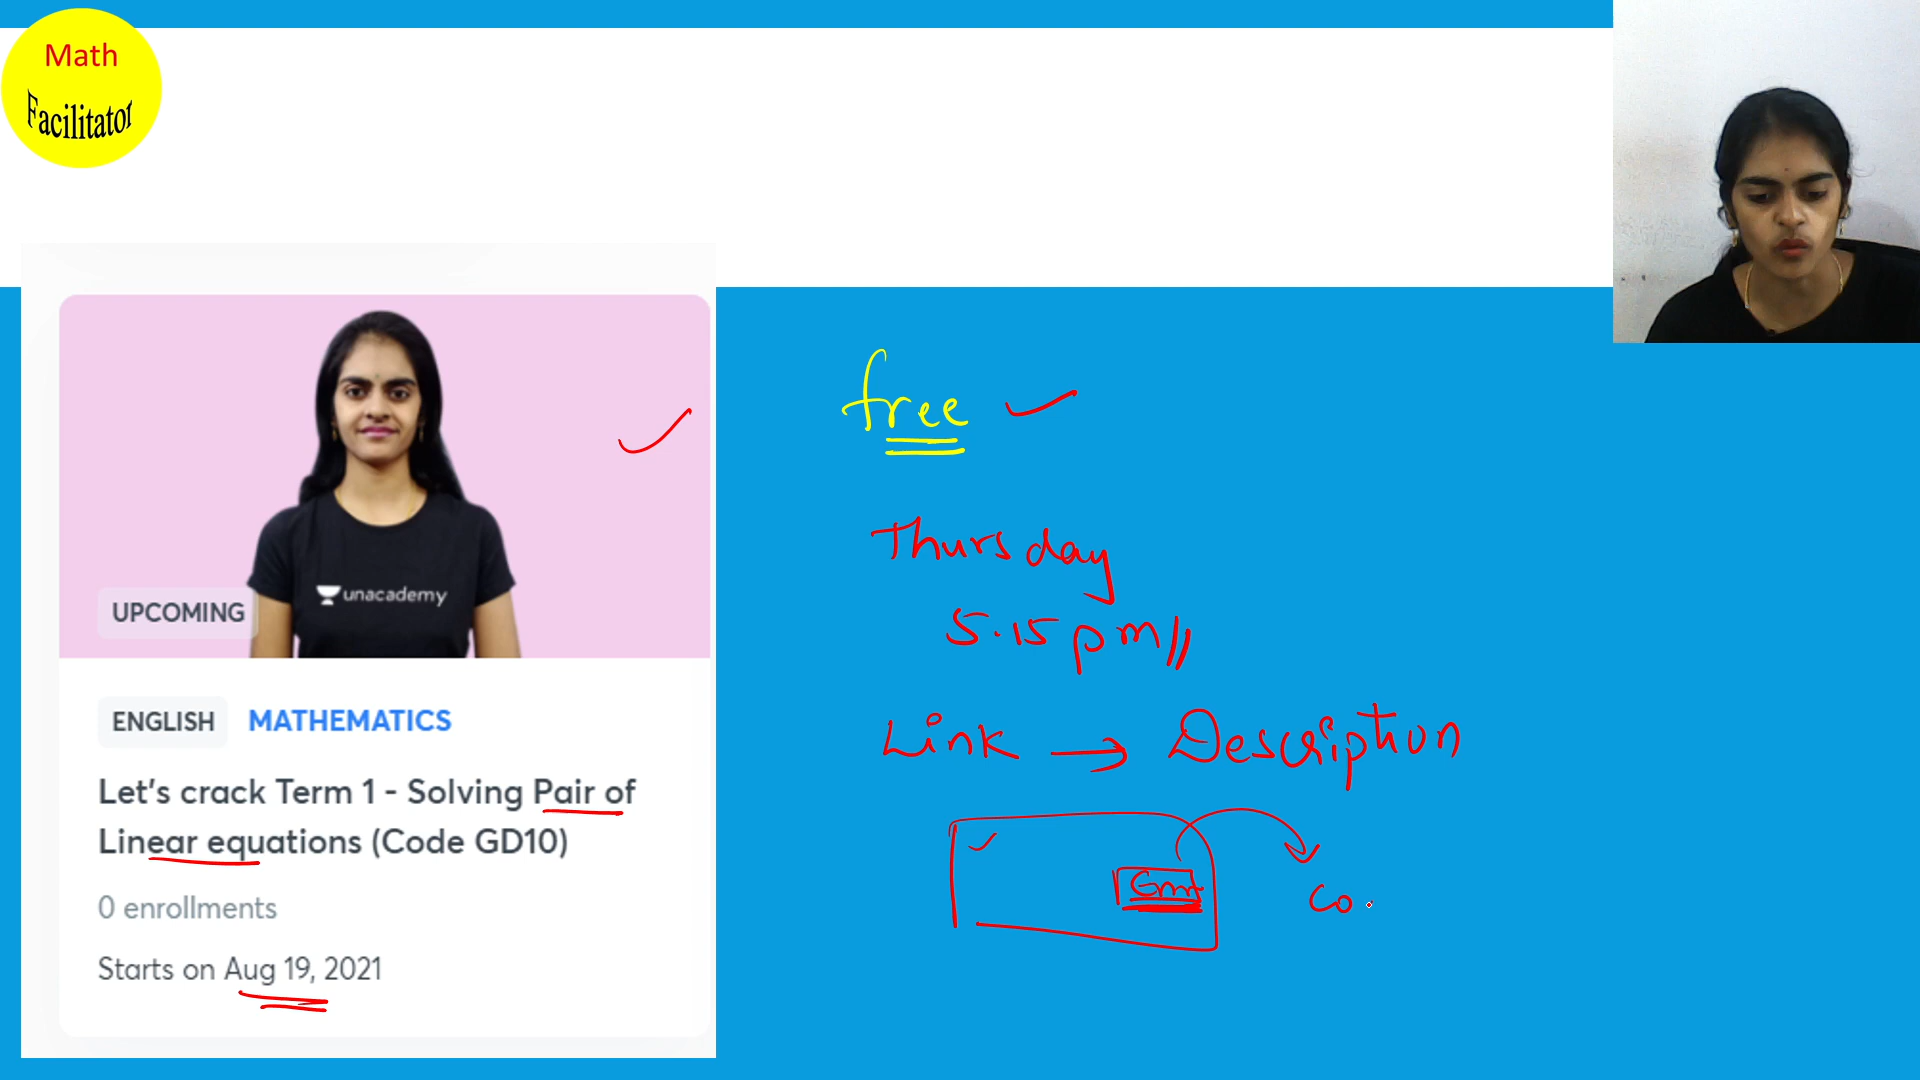 Math
Facilitator
unacademy
UPCOMING
ENGLISH MATHEMATICS
Let's crack Term 1 - Solving Pair of
Linear equations (Code GD10)
0 enrollments
Starts on Aug 19, 2021
free
Thursday
5.15 pm
Link → Description
Co